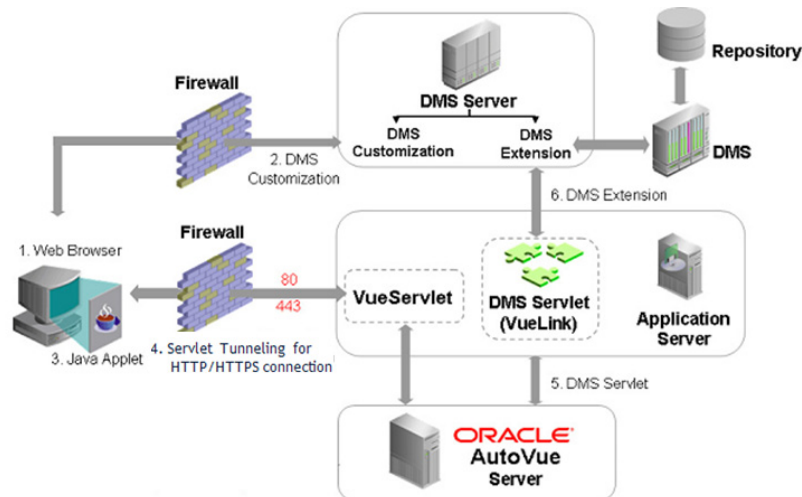 Repository
Firewall
DMS Server
DMS
Customization
DMS
Extension
DMS
2. DMS
Customization
6. DMS Extension
1. Web Browser
Firewall
80
443
VueServlet
DMS Servlet
(VueLink)
Application
Server
3. Java Applet
4. Servlet Tunneling for
HTTP/HTTPS connection
5. DMS Servlet
ORACLE
AutoVue
Server